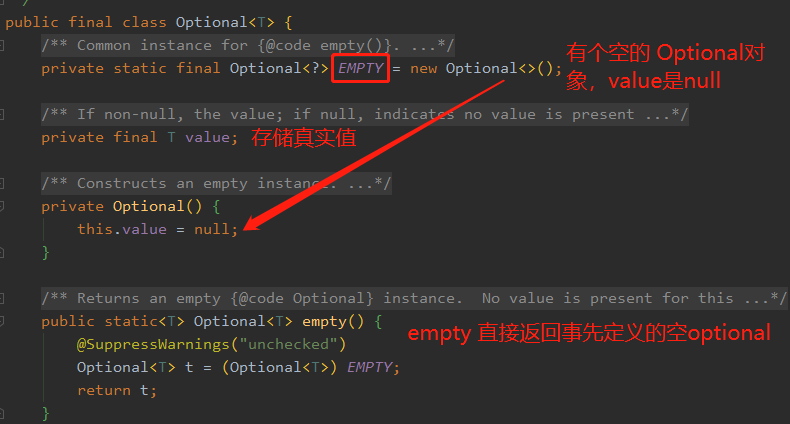 }
public final class Optional<T> {
/** Common instance for {@code empty()}. ...*/
private static final Optional<?> EMPTY = new Optional<>();
有个空的 Optional对
象，value是null
/** If non-null, the value; if null, indicates no value is present ...*/
private final T value;
存储真实值
/** Constructs an empty instance. ...*/
private Optional() {
this.value = null;
}
/** Returns an empty {@code Optional} instance.  No value is present for this ...*/
public static<T> Optional<T> empty() {
empty 直接返回事先定义的空optional
@SuppressWarnings("unchecked")
Optional<T> t = (Optional<T>) EMPTY;
return t;
}